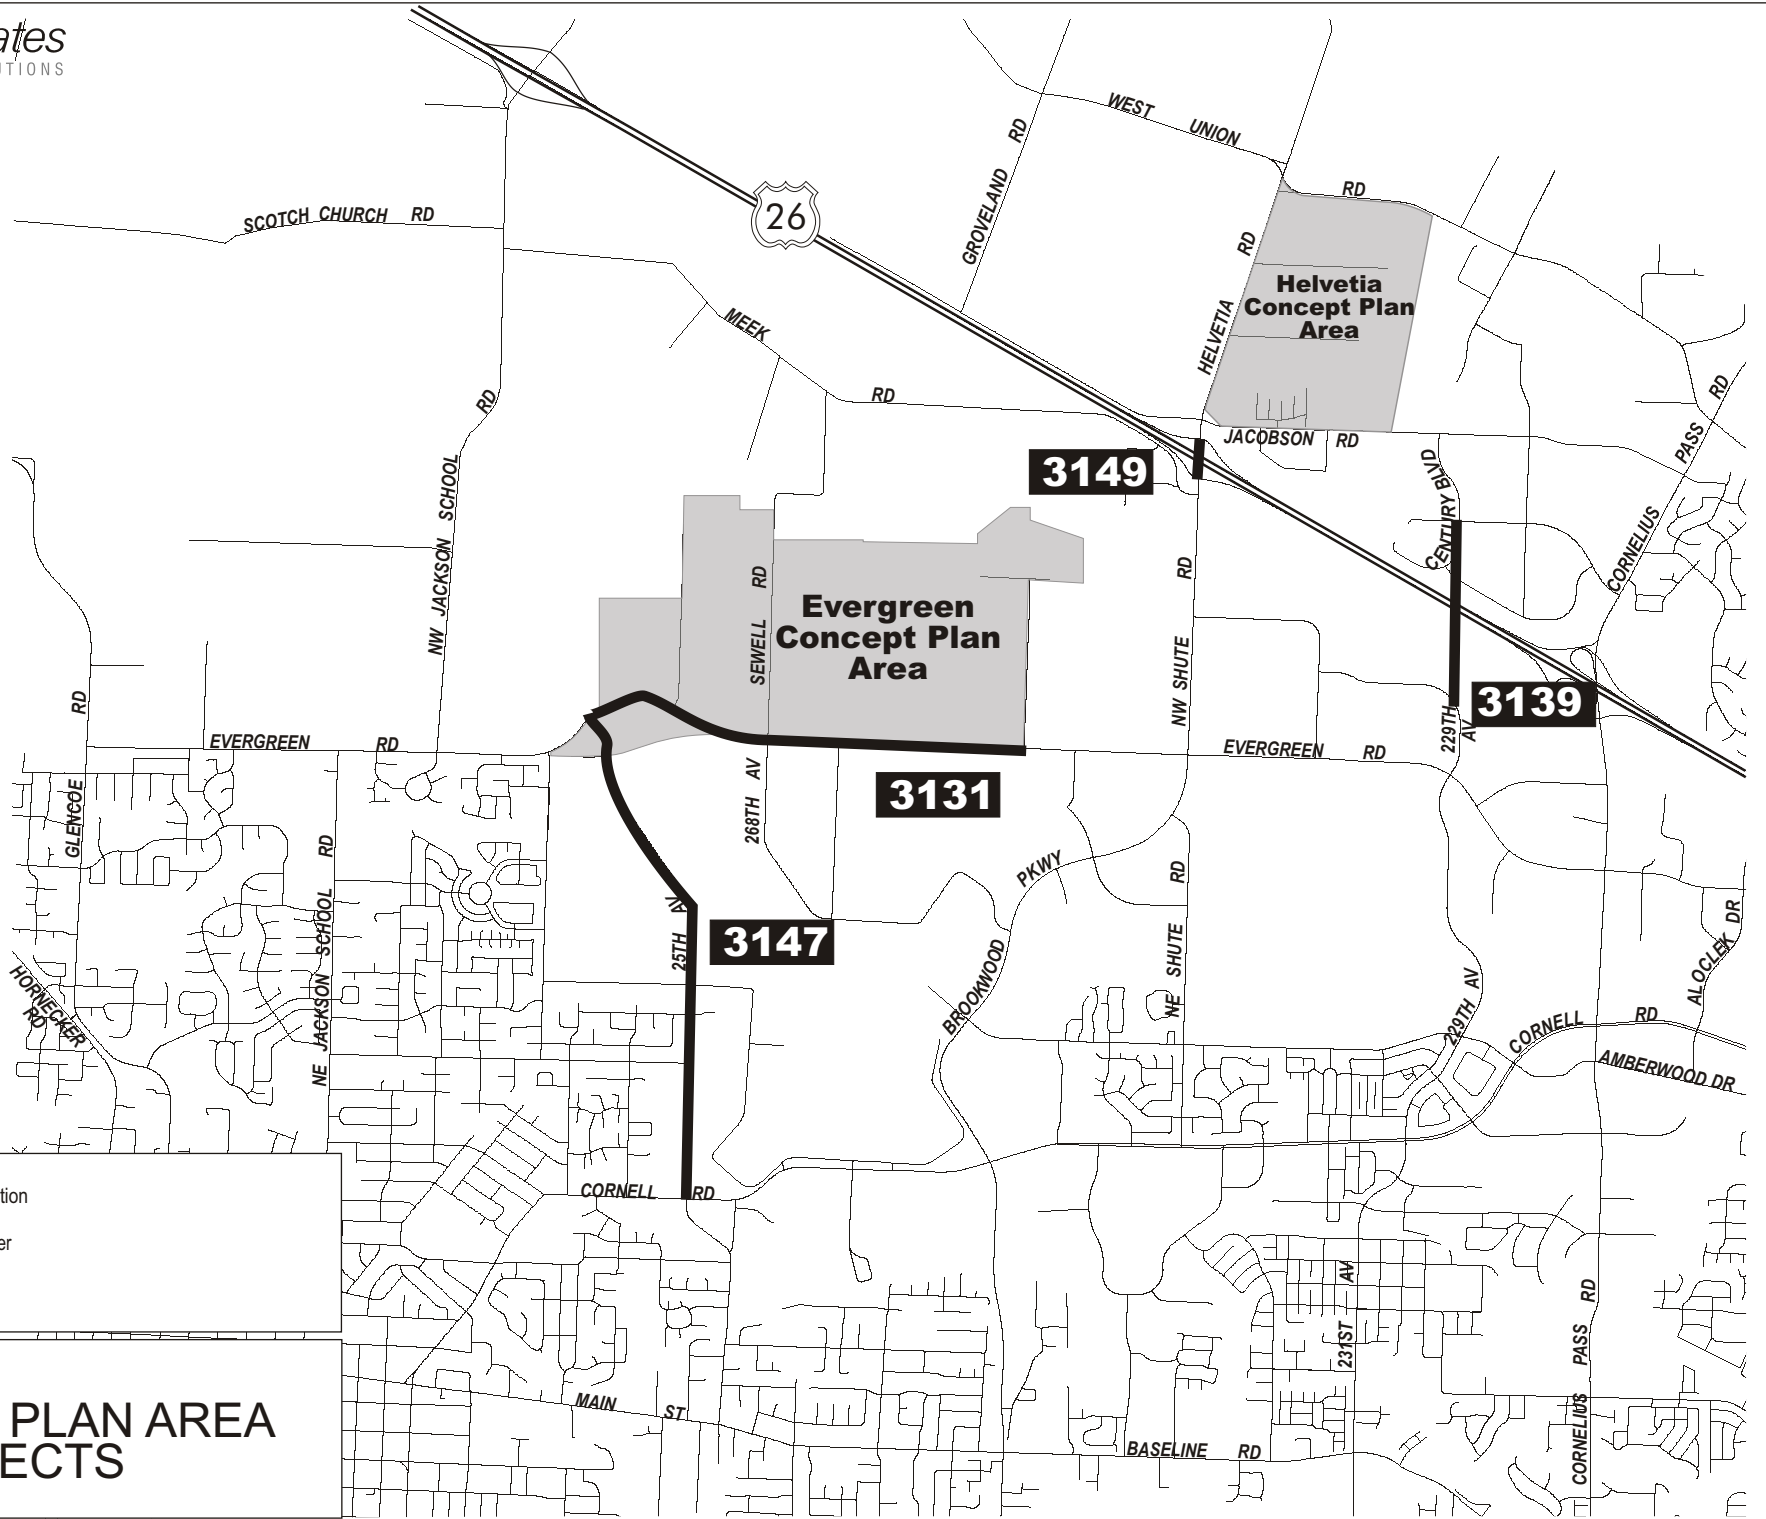 ates
UTIONS
WEST
UNION
RD
GROVELAND RD
SCOTCH CHURCH RD
26
HELVETIA RD
Helvetia
Concept Plan
Area
MEEK
RD
RD
RD
JACOBSON RD
3149
CENTURY BLVD
CORNELIUS PASS
NW JACKSON SCHOOL
SEWELL RD
Evergreen
Concept Plan
Area
RD
NW SHUTE
RD
3139
229TH
AV
EVERGREEN RD
EVERGREEN RD
3131
GLENCOE
268TH AV
NE JACKSON SCHOOL RD
PKWY
BROOKWOOD
NE SHUTE RD
25TH
AV
3147
ALOCLEK DR
229TH AV
HORNECKER
RD
CORNELL RD
AMBERWOOD DR
CORNELL RD
tion
er
231ST AV
CORNELIUS PASS RD
PLAN AREA
ECTS
MAIN ST
BASELINE RD